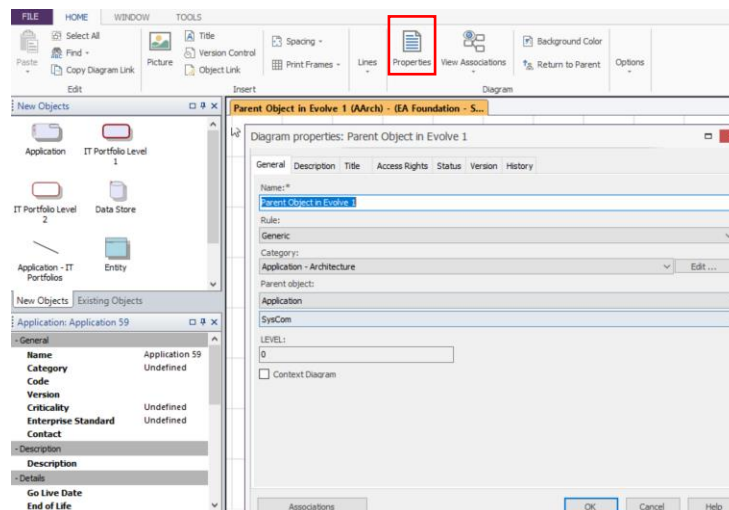 FILE HOME WINDOW TOOLS
Paste
Select All
Find
Copy Diagram Link
Edit
Picture
Title
Version Control
Object Link
Spacing
Print Frames
Insert
Lines
Properties
View Associations
Background Color
Return to Parent
Diagram
Options
New Objects
Application
IT Portfolio Level
1
IT Portfolio Level
2
Data Store
Application - IT
Portfolios
Entity
New Objects Existing Objects
Application: Application 59
- General
Name Application 59
Category Undefined
Code
Version
Criticality Undefined
Enterprise Standard Undefined
Contact
- Description
Description
- Details
Go Live Date
End of Life
Parent Object in Evolve 1 (AArch) - (EA Foundation - S...
Diagram properties: Parent Object in Evolve 1
General Description Title Access Rights Status Version History
Name:*
Parent Object in Evolve 1
Rule:
Generic
Category:
Application - Architecture
Edit ...
Parent object:
Application
SysCom
LEVEL:
0
Context Diagram
Associations OK Cancel Help